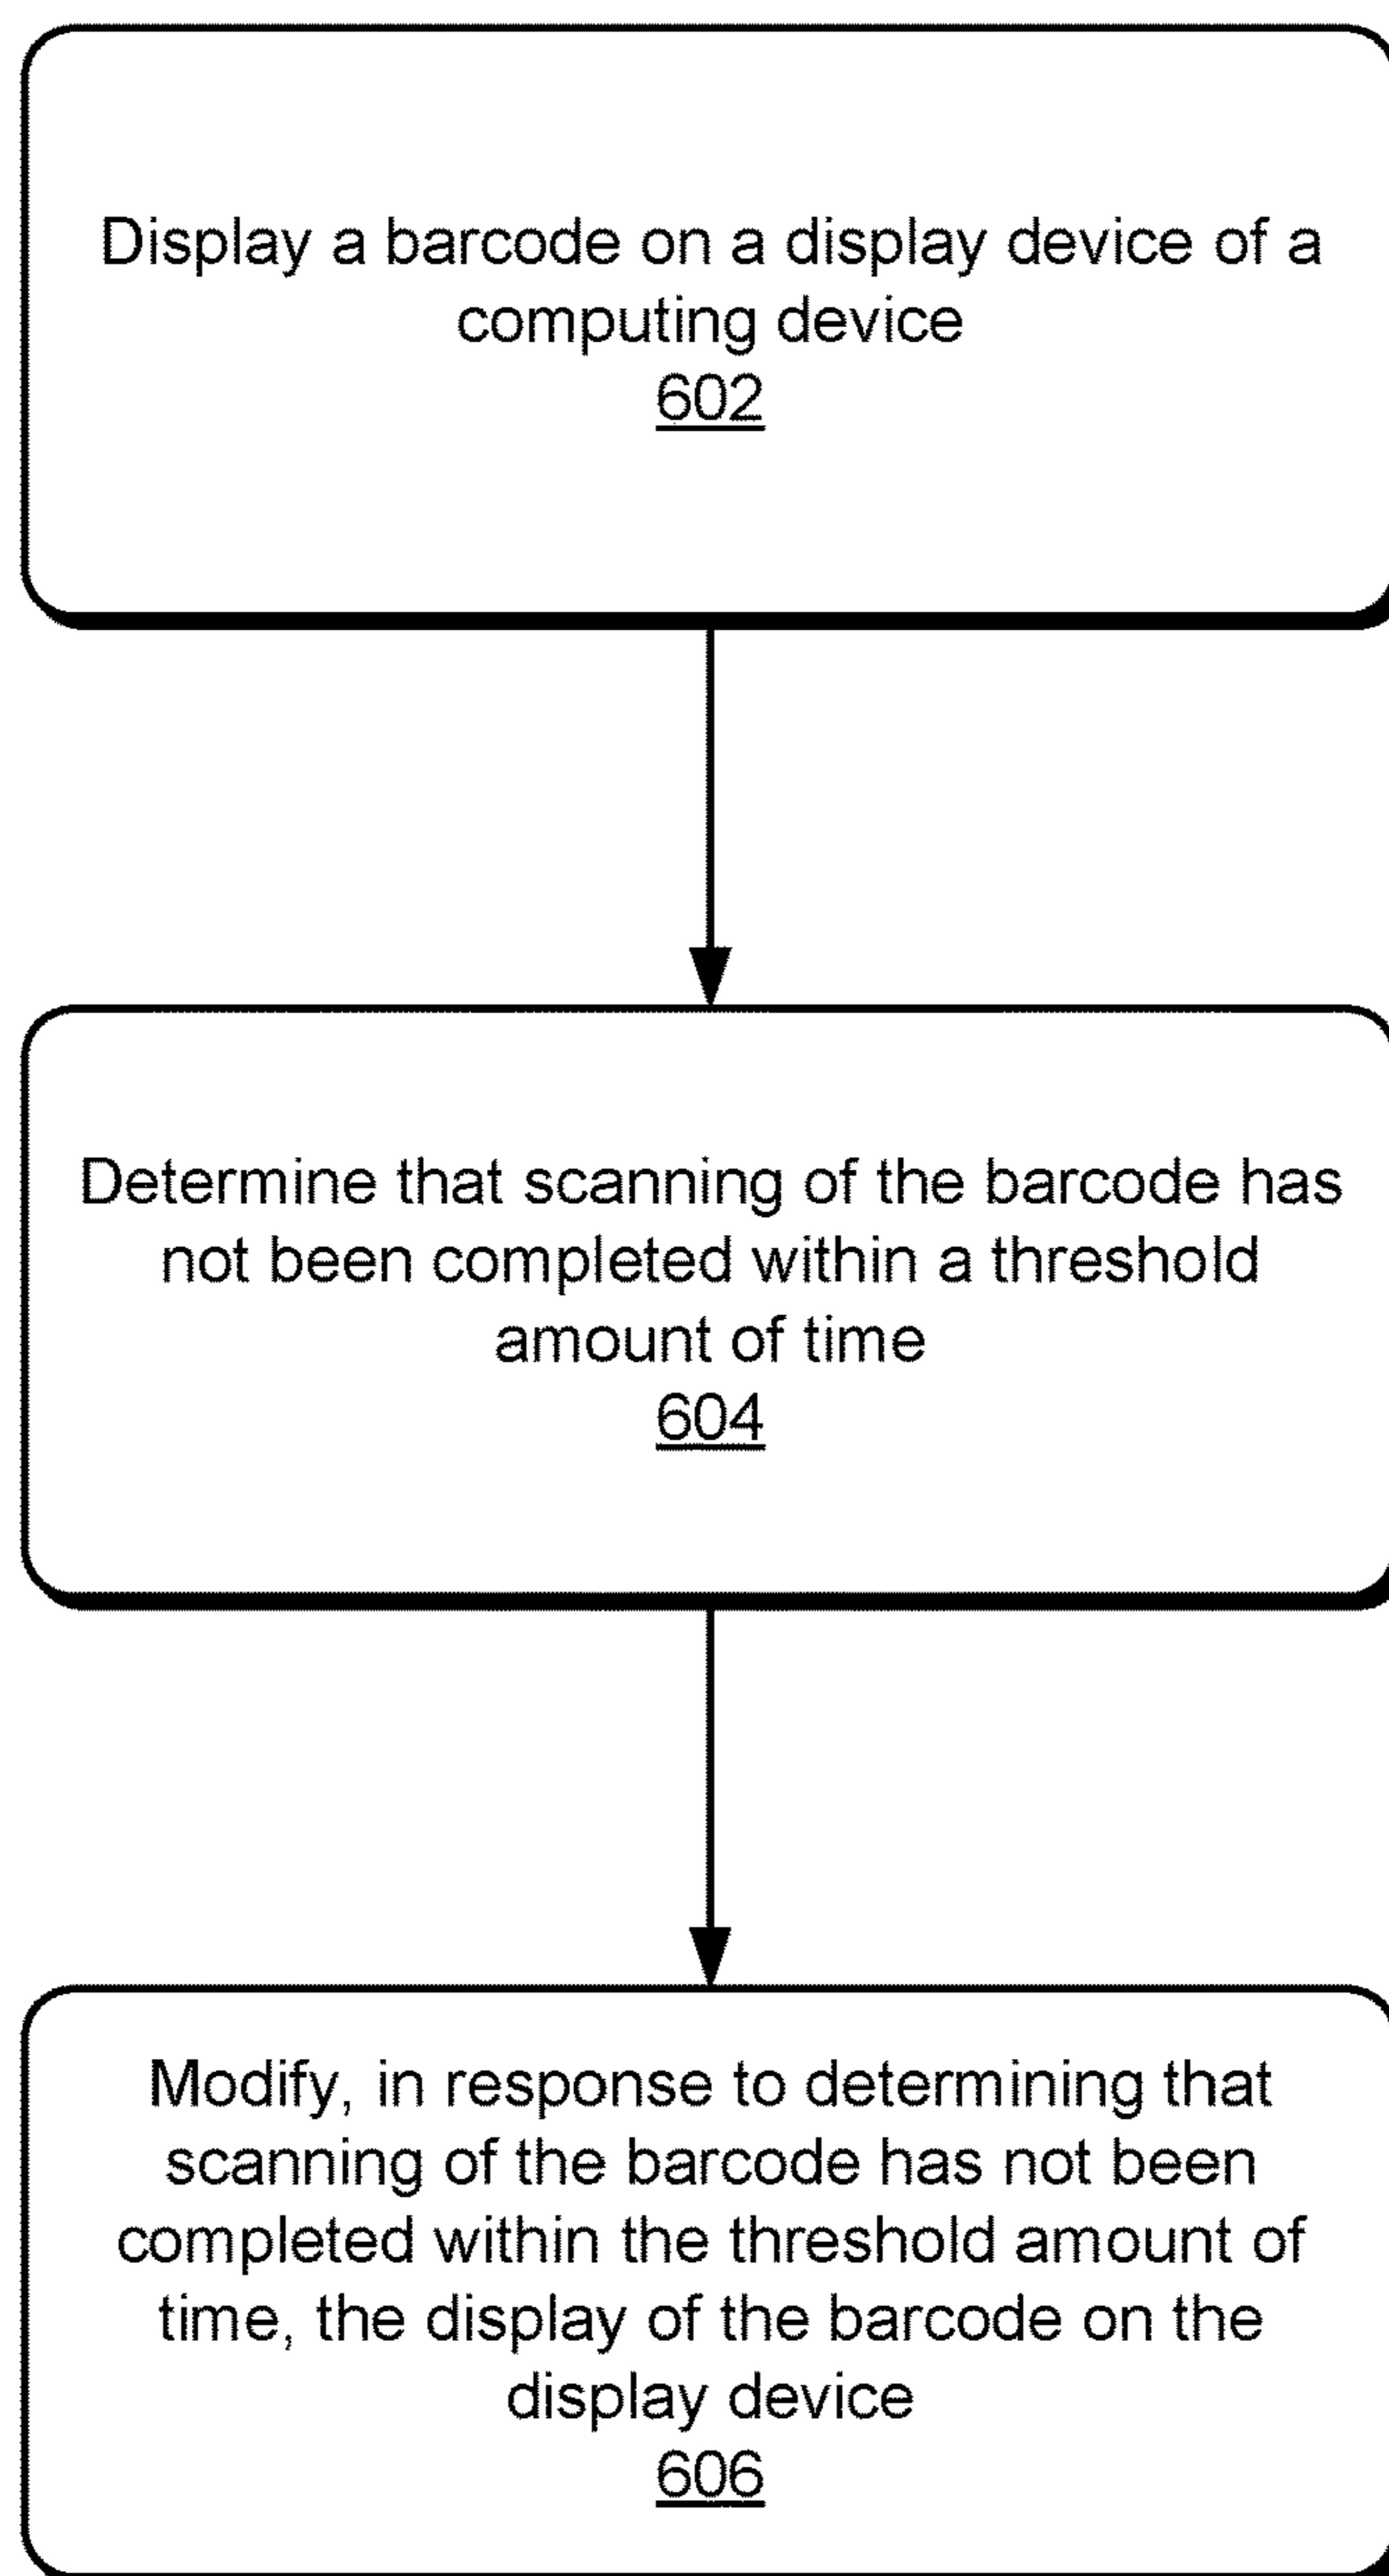 Display a barcode on a display device of a
computing device
602
Determine that scanning of the barcode has
not been completed within a threshold
amount of time
604
Modify, in response to determining that
scanning of the barcode has not been
completed within the threshold amount of
time, the display of the barcode on the
display device
606